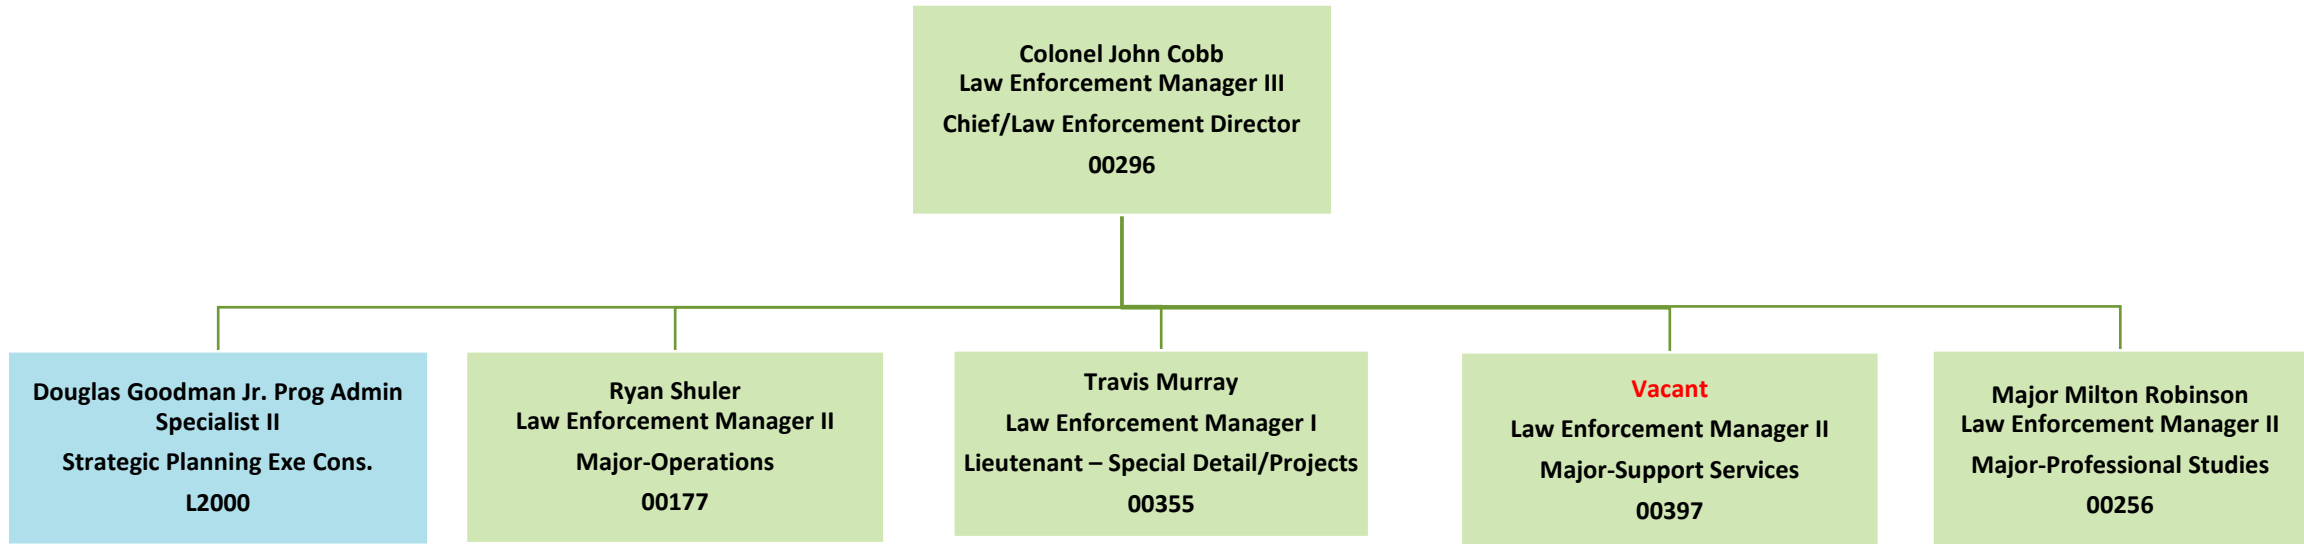 Colonel John Cobb
Law Enforcement Manager III
Chief/Law Enforcement Director
00296
Douglas Goodman Jr. Prog Admin
Specialist II
Strategic Planning Exe Cons.
L2000
Ryan Shuler
Law Enforcement Manager II
Major-Operations
00177
Travis Murray
Law Enforcement Manager I
Lieutenant – Special Detail/Projects
00355
Vacant
Law Enforcement Manager II
Major-Support Services
00397
Major Milton Robinson
Law Enforcement Manager II
Major-Professional Studies
00256